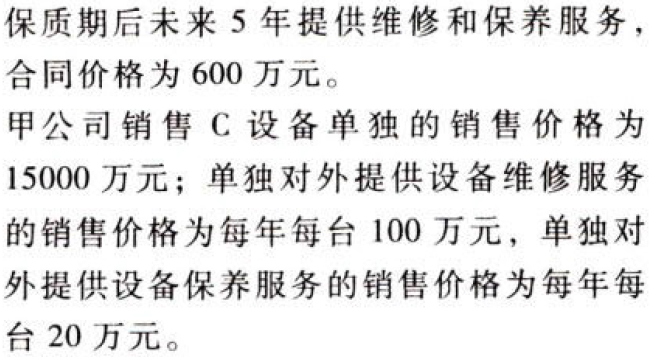 保质期后未来 5 年提供维修和保养服务，
合同价格为 600 万元。
甲公司销售 C 设备单独的销售价格为
15000 万元；单独对外提供设备维修服务
的销售价格为每年每台 100 万元，单独对
外提供设备保养服务的销售价格为每年每
台 20 万元。